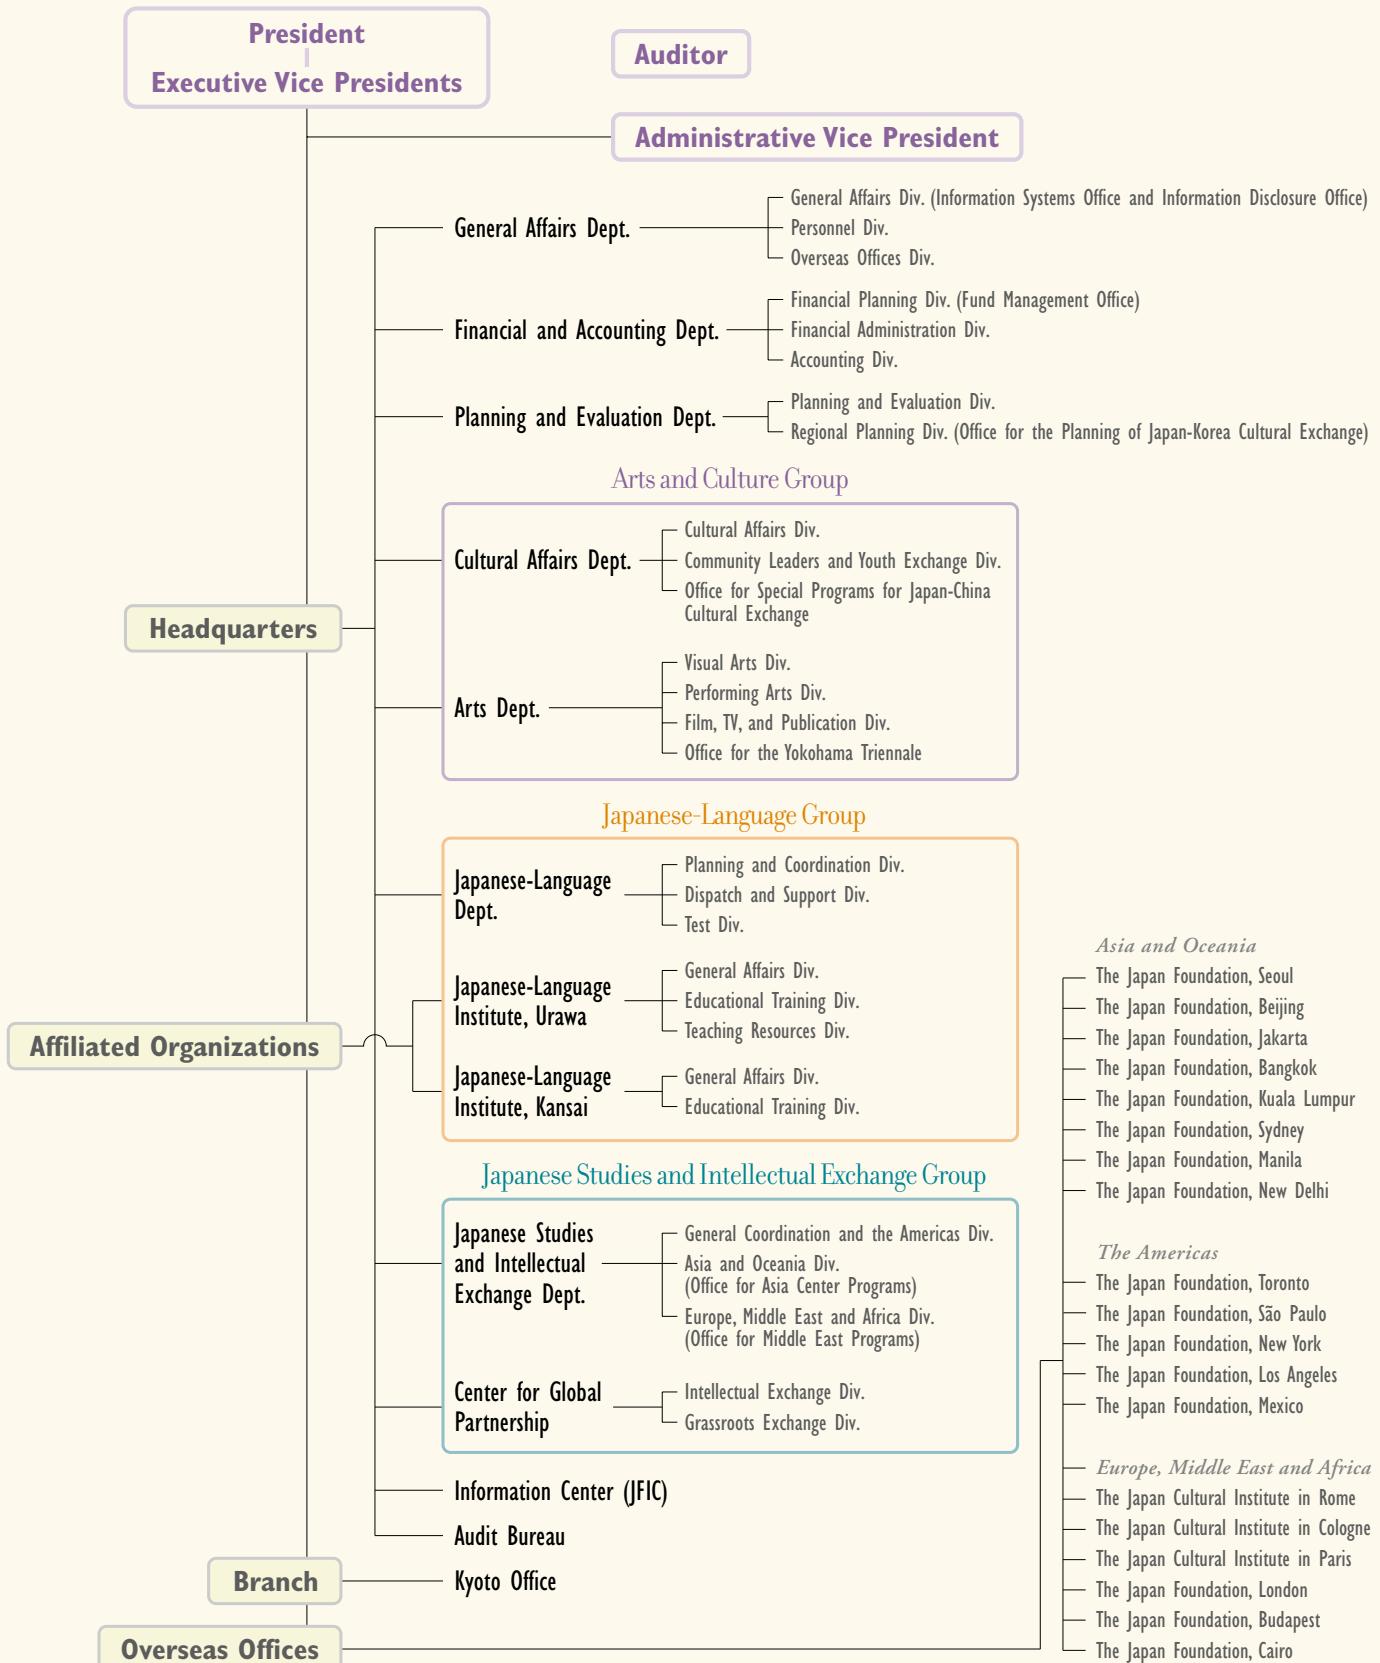 President
Executive Vice Presidents
Auditor
Administrative Vice President
General Affairs Dept.
General Affairs Div. (Information Systems Office and Information Disclosure Office)
Personnel Div.
Overseas Offices Div.
Financial and Accounting Dept.
Financial Planning Div. (Fund Management Office)
Financial Administration Div.
Accounting Div.
Planning and Evaluation Dept.
Planning and Evaluation Div.
Regional Planning Div. (Office for the Planning of Japan-Korea Cultural Exchange)
Headquarters
Arts and Culture Group
Cultural Affairs Dept.
Cultural Affairs Div.
Community Leaders and Youth Exchange Div.
Office for Special Programs for Japan-China
Cultural Exchange
Arts Dept.
Visual Arts Div.
Performing Arts Div.
Film, TV, and Publication Div.
Office for the Yokohama Triennale
Japanese-Language Group
Japanese-Language
Dept.
Planning and Coordination Div.
Dispatch and Support Div.
Test Div.
Affiliated Organizations
Japanese-Language
Institute, Urawa
General Affairs Div.
Educational Training Div.
Teaching Resources Div.
Japanese-Language
Institute, Kansai
General Affairs Div.
Educational Training Div.
Japanese Studies and Intellectual Exchange Group
Japanese Studies
and Intellectual
Exchange Dept.
General Coordination and the Americas Div.
Asia and Oceania Div.
(Office for Asia Center Programs)
Europe, Middle East and Africa Div.
(Office for Middle East Programs)
Center for Global
Partnership
Intellectual Exchange Div.
Grassroots Exchange Div.
Information Center (JFIC)
Audit Bureau
Branch
Kyoto Office
Overseas Offices
Asia and Oceania
The Japan Foundation, Seoul
The Japan Foundation, Beijing
The Japan Foundation, Jakarta
The Japan Foundation, Bangkok
The Japan Foundation, Kuala Lumpur
The Japan Foundation, Sydney
The Japan Foundation, Manila
The Japan Foundation, New Delhi
The Americas
The Japan Foundation, Toronto
The Japan Foundation, São Paulo
The Japan Foundation, New York
The Japan Foundation, Los Angeles
The Japan Foundation, Mexico
Europe, Middle East and Africa
The Japan Cultural Institute in Rome
The Japan Cultural Institute in Cologne
The Japan Cultural Institute in Paris
The Japan Foundation, London
The Japan Foundation, Budapest
The Japan Foundation, Cairo